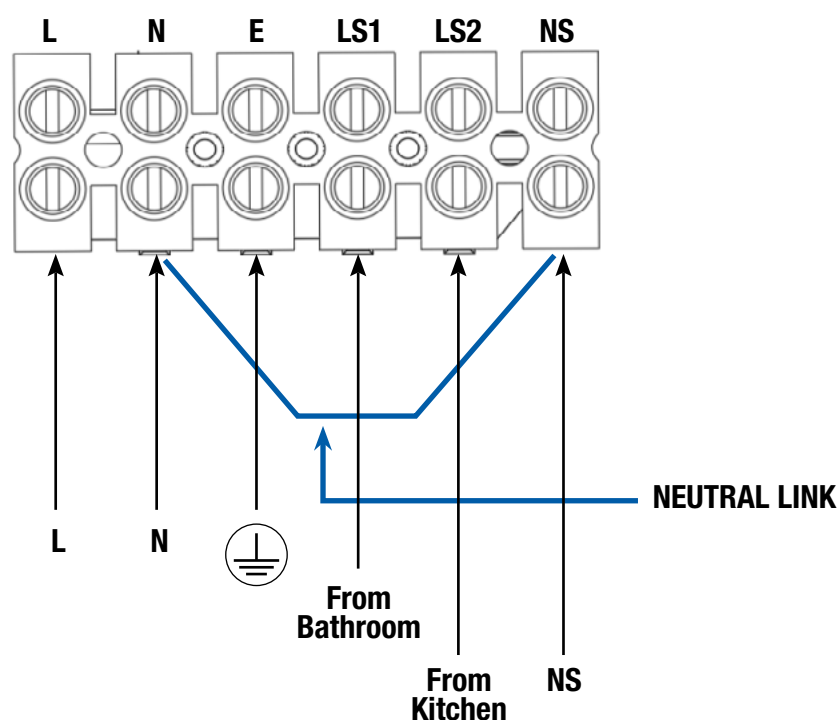 L N E LS1 LS2 NS
NEUTRAL LINK
L N
From
Bathroom
From
Kitchen
NS